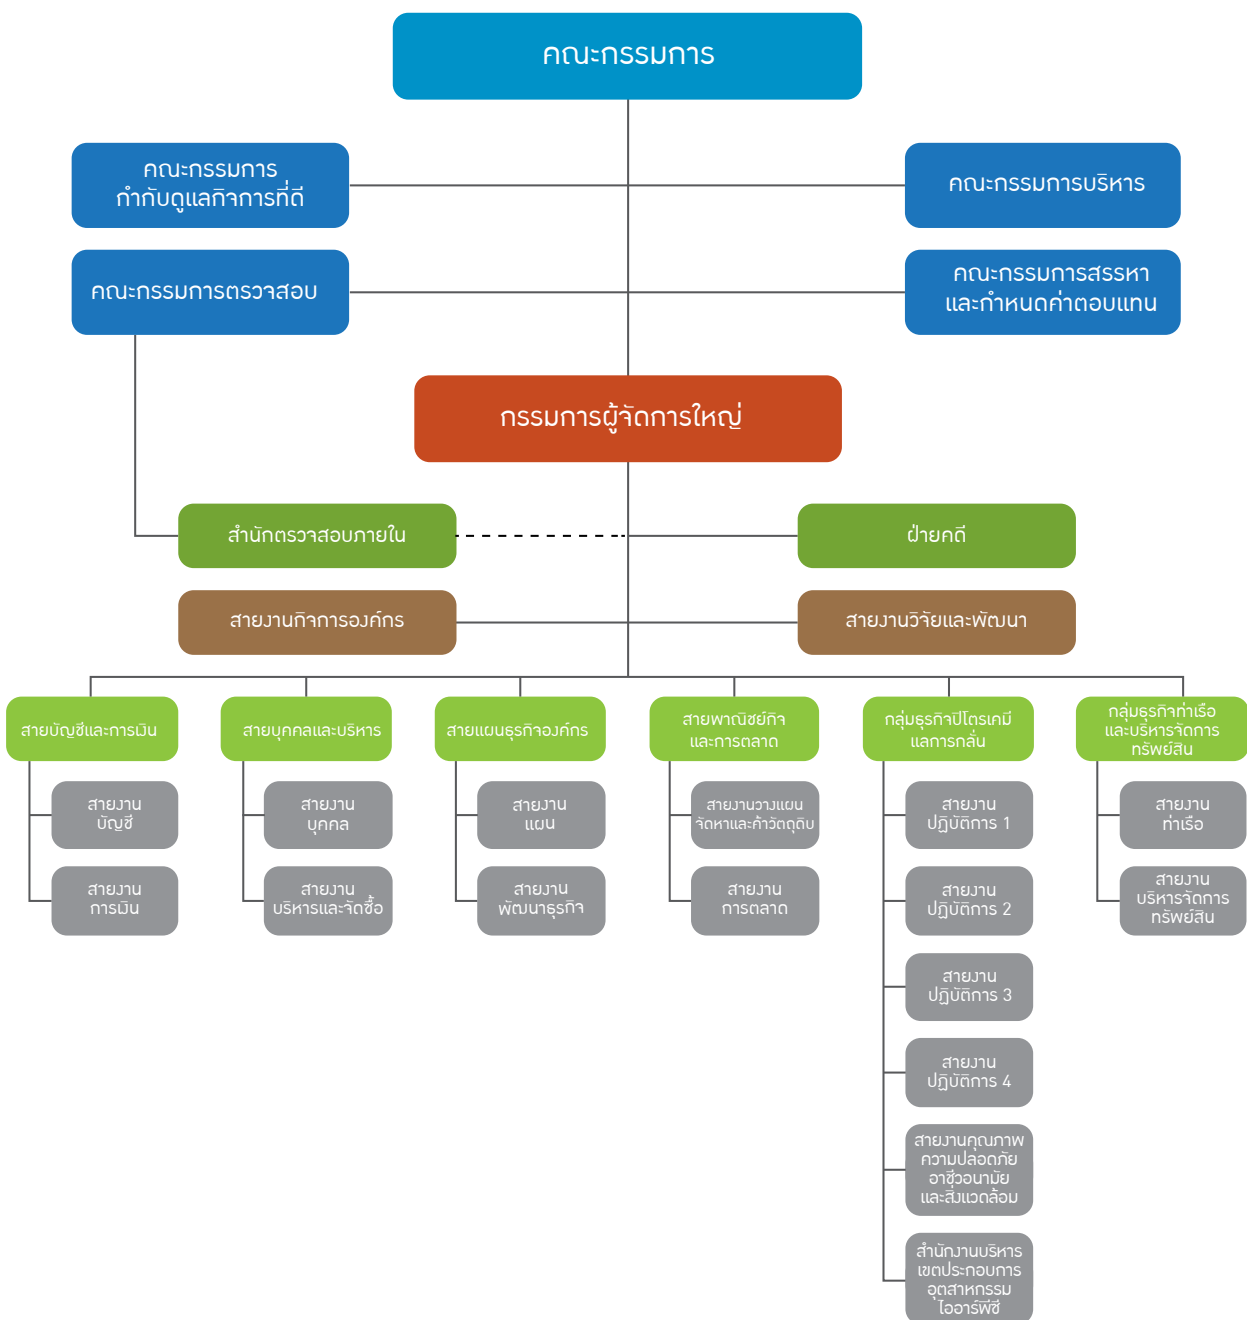 คณะกรรมการ
คณะกรรมการ
กำกับดูแลกิจการที่ดี
คณะกรรมการบริหาร
คณะกรรมการตรวจสอบ
คณะกรรมการสรรหา
และกำหนดค่าตอบแทน
กรรมการผู้จัดการใหญ่
สำนักตรวจสอบภายใน
ฝ่ายคดี
สายงานกิจการองค์กร
สายงานวิจัยและพัฒนา
สายบัญชีและการเงิน
สายงาน
บัญชี
สายงาน
การเงิน
สายบุคคลและบริหาร
สายงาน
บุคคล
สายงาน
บริหารและจัดซื้อ
สายแผนธุรกิจองค์กร
สายงาน
แผน
สายงาน
พัฒนาธุรกิจ
สายพาณิชย์กิจ
และการตลาด
สายงานวางแผน
จัดหาและค้าวัตถุดิบ
สายงาน
การตลาด
กลุ่มธุรกิจปิโตรเคมี
แลการกลั่น
สายงาน
ปฏิบัติการ 1
สายงาน
ปฏิบัติการ 2
สายงาน
ปฏิบัติการ 3
สายงาน
ปฏิบัติการ 4
สายงานคุณภาพ
ความปลอดภัย
อาชีวอนามัย
และสิ่งแวดล้อม
สำนักงานบริหาร
เขตประกอบการ
อุตสาหกรรม
ไออาร์พีซี
กลุ่มธุรกิจท่าเรือ
และบริหารจัดการ
ทรัพย์สิน
สายงาน
ท่าเรือ
สายงาน
บริหารจัดการ
ทรัพย์สิน